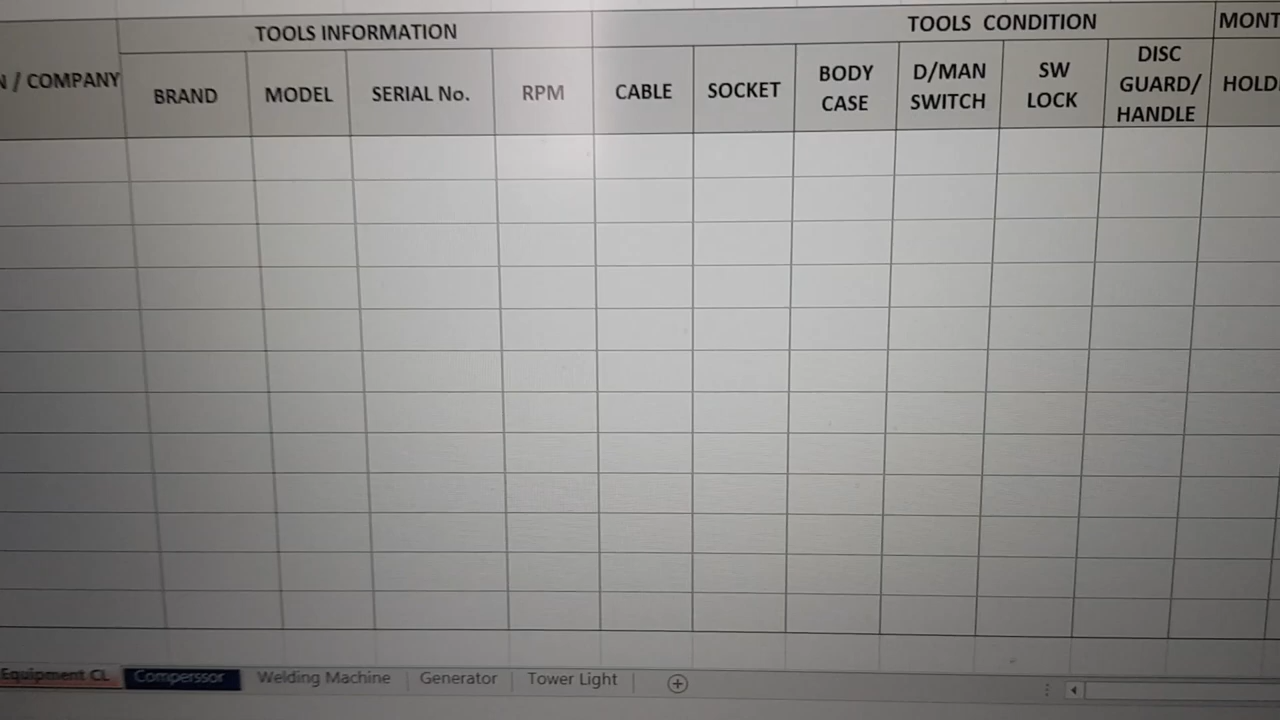 TOOLS INFORMATION
TOOLS CONDITION
MONT
N / COMPANY
BRAND
MODEL
SERIAL No.
RPM
CABLE
SOCKET
BODY
CASE
D/MAN
SWITCH
SW
LOCK
DISC
GUARD/
HANDLE
HOLD
Equipment CL
Comperssor
Welding Machine
Generator
Tower Light